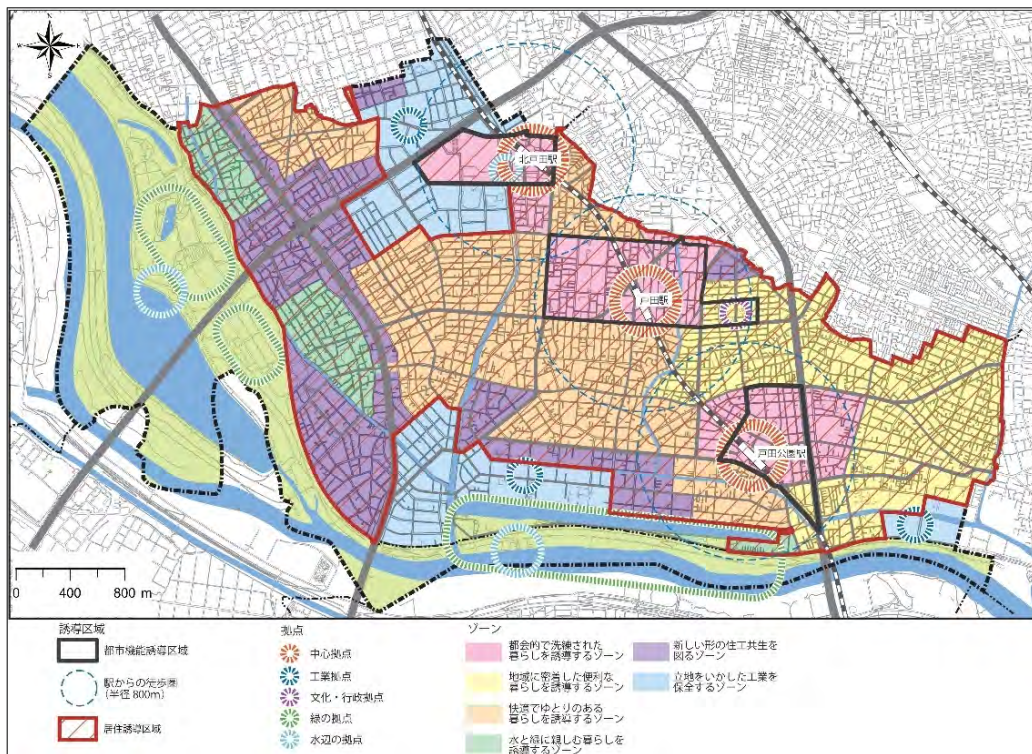 N
W
E
S
北戸田駅
戸田駅
戸田公園駅
0 400 800 m
誘導区域
都市機能誘導区域
駅からの徒歩圏
(半径 800m)
居住誘導区域
拠点
中心拠点
工業拠点
文化・行政拠点
緑の拠点
水辺の拠点
ゾーン
都会的で洗練された
暮らしを誘導するゾーン
地域に密着した便利な
暮らしを誘導するゾーン
快適でゆとりのある
暮らしを誘導するゾーン
水と緑に親しむ暮らしを
誘導するゾーン
新しい形の住工共生を
図るゾーン
立地をいかした工業を
保全するゾーン